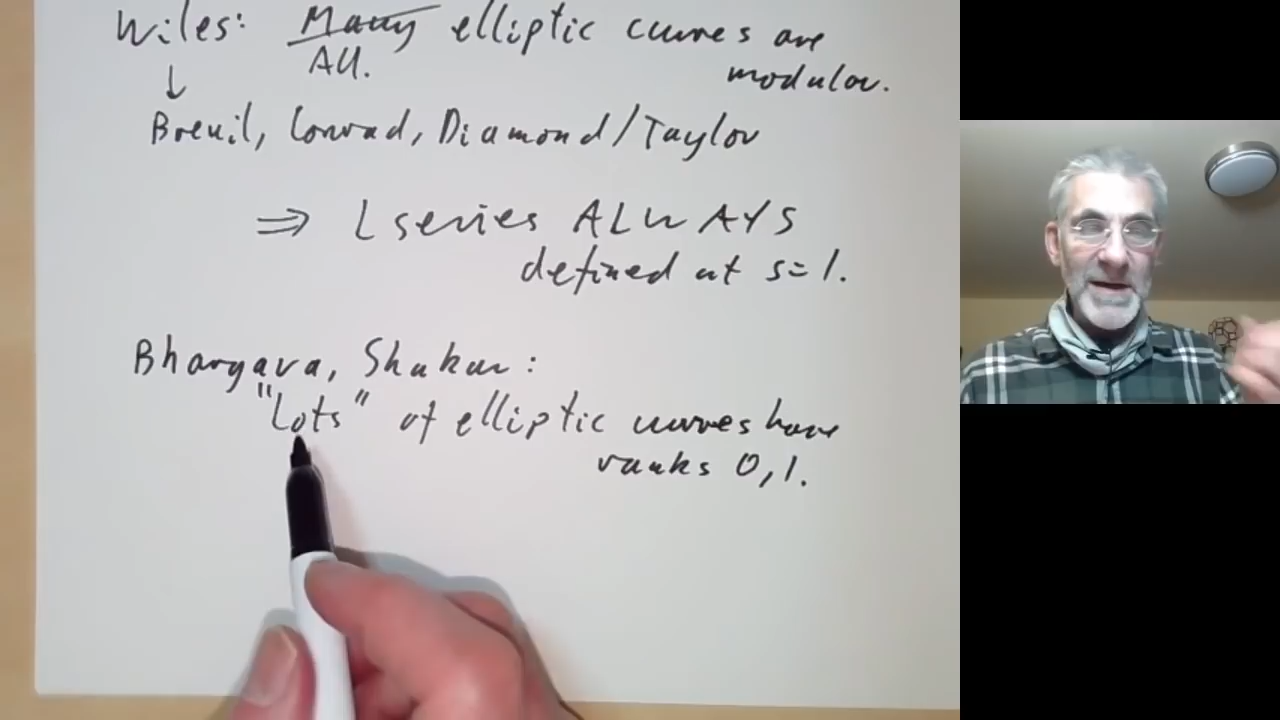 Wiles: Many elliptic curves are
All. modular.
Breuil, Conrad, Diamond/Taylor
⇒ L series ALWAYS
defined at s=1.
Bhargava, Shukur:
"Lots" of elliptic curves have
ranks 0,1.